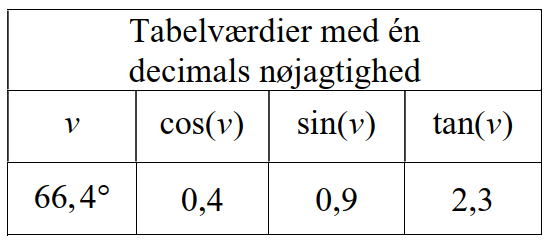 Tabelværdier med én
decimals nøjagtighed
v cos(v) sin(v) tan(v)
66,4° 0,4 0,9 2,3